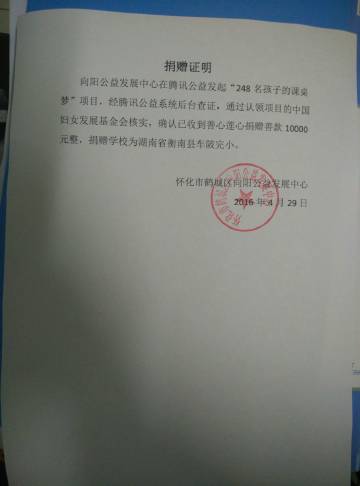 捐赠证明
向阳公益发展中心在腾讯公益发起“248 名孩子的课桌
梦”项目，经腾讯公益系统后台查证，通过认领项目的中国
妇女发展基金会核实，确认已收到善心莲心捐赠善款 10000
元整，捐赠学校为湖南省衡南县车陂完小。
怀化市鹤城区向阳公益发展中心
2016 年 4 月 29 日